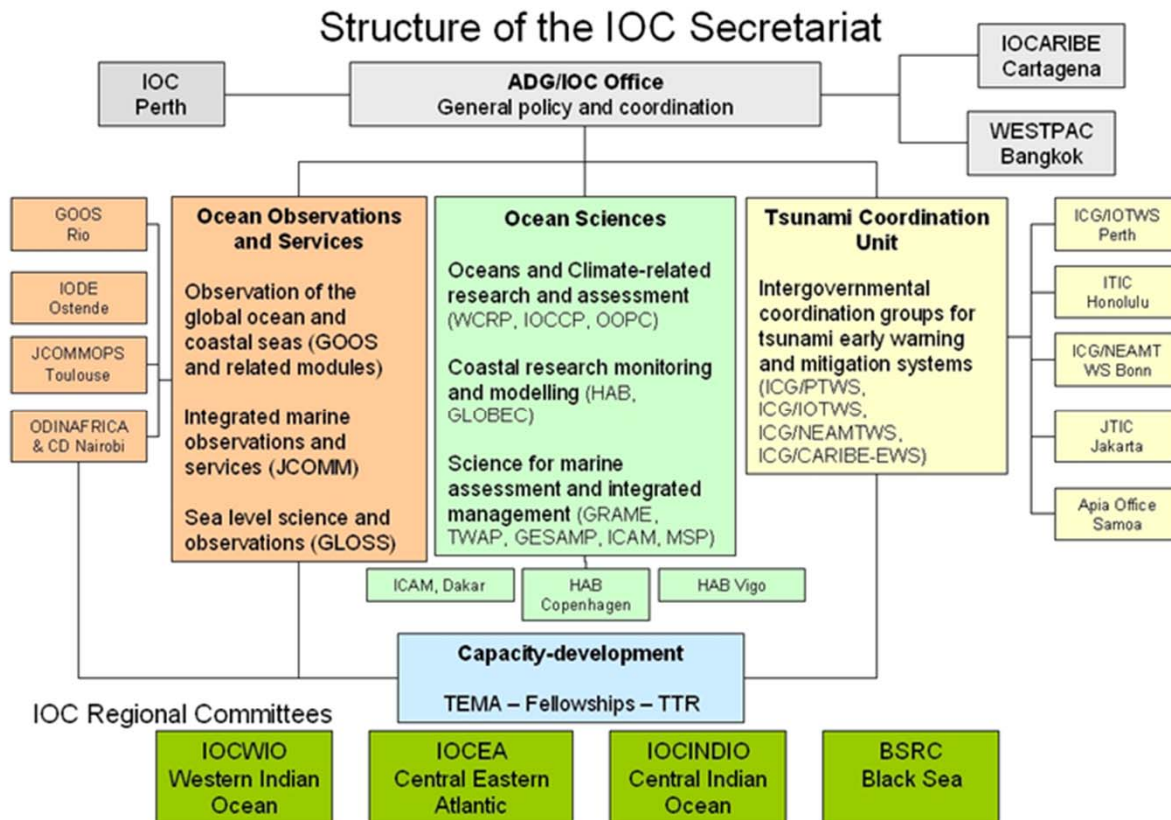 Structure of the IOC Secretariat
IOC
Perth
ADG/IOC Office
General policy and coordination
IOCARIBE
Cartagena
WESTPAC
Bangkok
GOOS
Rio
IODE
Ostende
JCOMMOPS
Toulouse
ODINAFRICA
& CD Nairobi
Ocean Observations
and Services
Observation of the
global ocean and
coastal seas (GOOS
and related modules)
Integrated marine
observations and
services (JCOMM)
Sea level science and
observations (GLOSS)
Ocean Sciences
Oceans and Climate-related
research and assessment
(WCRP, IOCCP, OOPC)
Coastal research monitoring
and modelling (HAB,
GLOBEC)
Science for marine
assessment and integrated
management (GRAME,
TWAP, GESAMP, ICAM, MSP)
Tsunami Coordination
Unit
Intergovernmental
coordination groups for
tsunami early warning
and mitigation systems
(ICG/PTWS,
ICG/IOTWS,
ICG/NEAMTWS,
ICG/CARIBE-EWS)
ICG/IOTWS
Perth
ITIC
Honolulu
ICG/NEAMT
WS Bonn
JTIC
Jakarta
Apia Office
Samoa
ICAM, Dakar
HAB
Copenhagen
HAB Vigo
Capacity-development
TEMA – Fellowships – TTR
IOC Regional Committees
IOCWIO
Western Indian
Ocean
IOCEA
Central Eastern
Atlantic
IOCINDIO
Central Indian
Ocean
BSRC
Black Sea